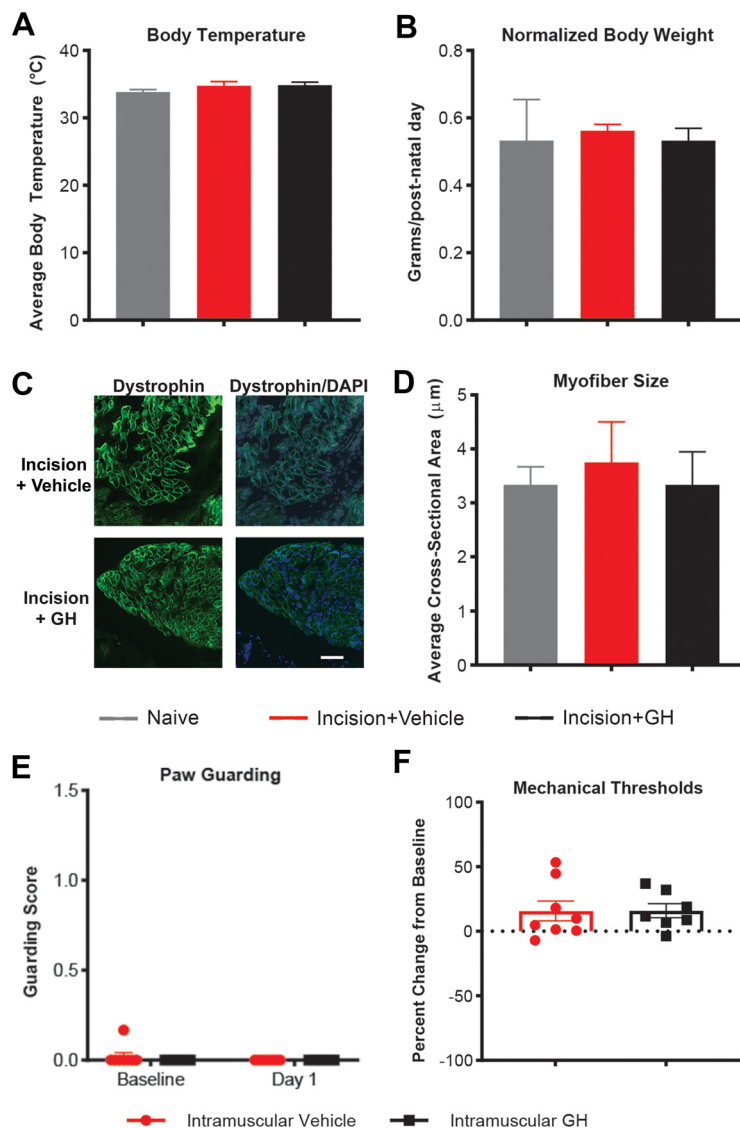 A
Body Temperature
Average Body Temperature (°C)
40
30
20
10
0
B
Normalized Body Weight
Grams/post-natal day
0.8
0.6
0.4
0.2
0.0
C
Dystrophin
Dystrophin/DAPI
Incision
+ Vehicle
Incision
+ GH
D
Myofiber Size
Average Cross-Sectional Area (μm)
5
4
3
2
1
0
Naive
Incision+Vehicle
Incision+GH
E
Paw Guarding
Guarding Score
1.5
1.0
0.5
0.0
Baseline
Day 1
F
Mechanical Thresholds
Percent Change from Baseline
100
50
0
-50
-100
Intramuscular Vehicle
Intramuscular GH